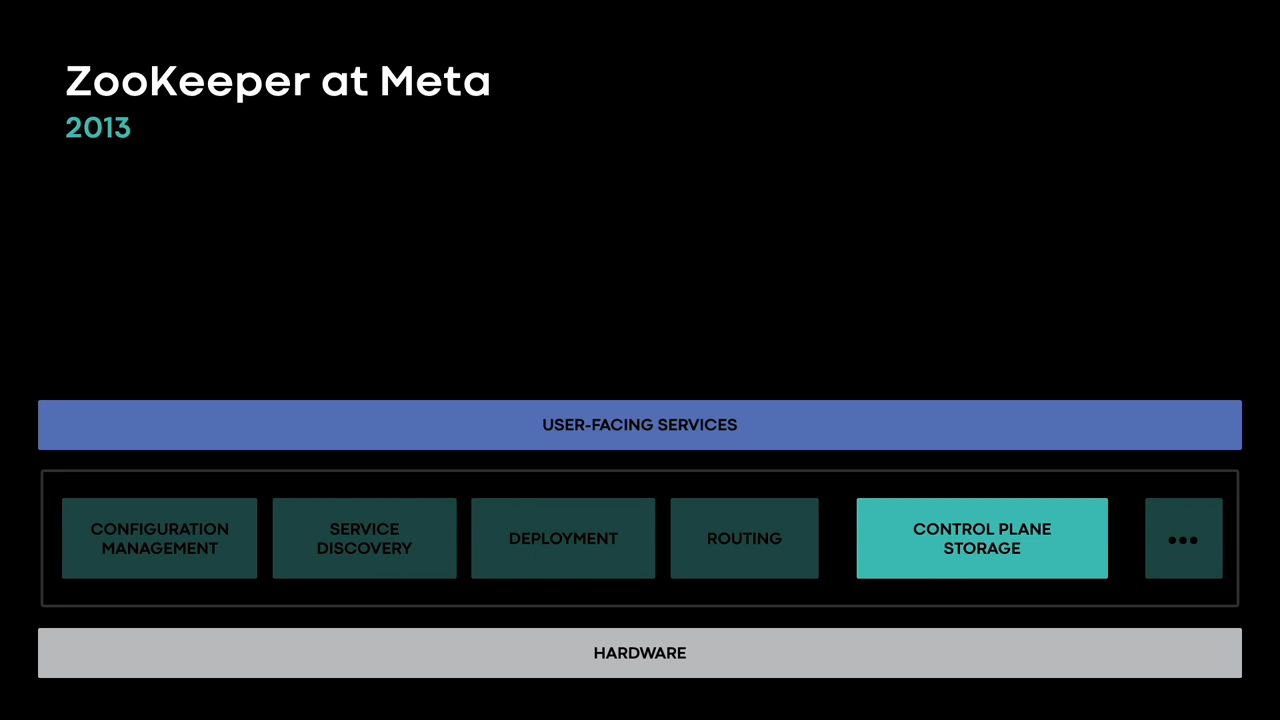 ZooKeeper at Meta
2013
USER-FACING SERVICES
CONFIGURATION
MANAGEMENT
SERVICE
DISCOVERY
DEPLOYMENT
ROUTING
CONTROL PLANE
STORAGE
•••
HARDWARE